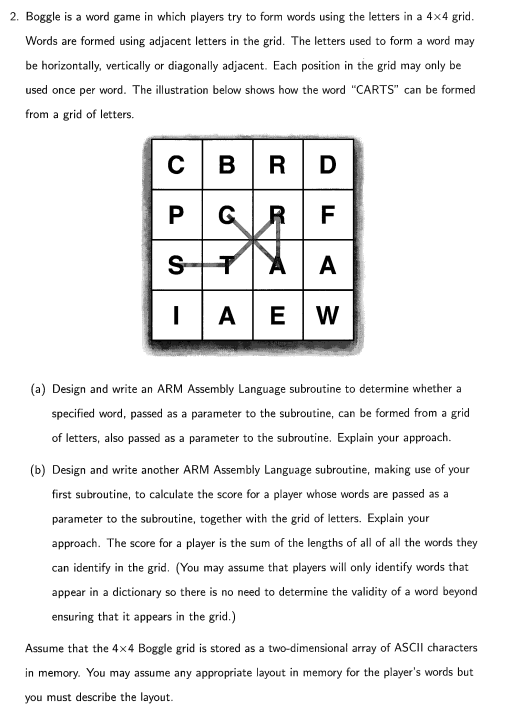 2. Boggle is a word game in which players try to form words using the letters in a 4×4 grid.
Words are formed using adjacent letters in the grid. The letters used to form a word may
be horizontally, vertically or diagonally adjacent. Each position in the grid may only be
used once per word. The illustration below shows how the word "CARTS" can be formed
from a grid of letters.
C B R D
P C R F
S T A A
I A E W
(a) Design and write an ARM Assembly Language subroutine to determine whether a
specified word, passed as a parameter to the subroutine, can be formed from a grid
of letters, also passed as a parameter to the subroutine. Explain your approach.
(b) Design and write another ARM Assembly Language subroutine, making use of your
first subroutine, to calculate the score for a player whose words are passed as a
parameter to the subroutine, together with the grid of letters. Explain your
approach. The score for a player is the sum of the lengths of all of all the words they
can identify in the grid. (You may assume that players will only identify words that
appear in a dictionary so there is no need to determine the validity of a word beyond
ensuring that it appears in the grid.)
Assume that the 4×4 Boggle grid is stored as a two-dimensional array of ASCII characters
in memory. You may assume any appropriate layout in memory for the player's words but
you must describe the layout.